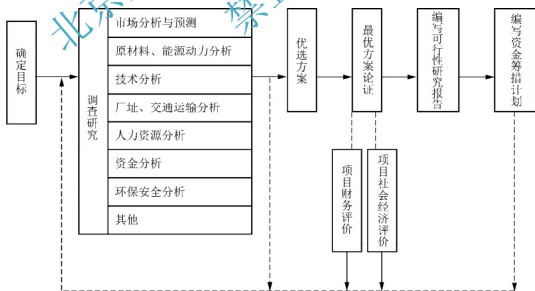 确定目标
调查研究
市场分析与预测
原材料、能源动力分析
技术分析
厂址、交通运输分析
人力资源分析
资金分析
环保安全分析
其他
优选方案
最优方案论证
编写可行性研究报告
编写资金筹措计划
项目财务评价
项目社会经济评价
北京
禁